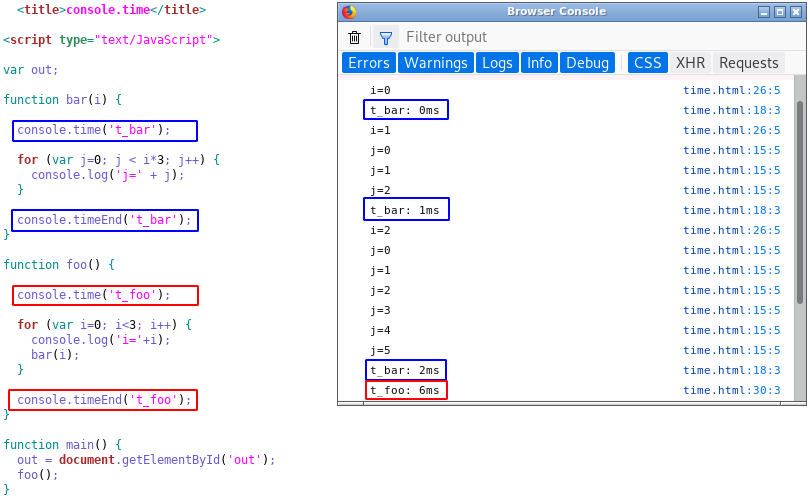 <title>console.time</title>
<script type="text/JavaScript">
var out;
function bar(i) {
console.time('t_bar');
for (var j=0; j < i*3; j++) {
console.log('j=' + j);
}
console.timeEnd('t_bar');
}
function foo() {
console.time('t_foo');
for (var i=0; i<3; i++) {
console.log('i='+i);
bar(i);
}
console.timeEnd('t_foo');
}
function main() {
out = document.getElementById('out');
foo();
}
Browser Console
Filter output
Errors Warnings Logs Info Debug CSS XHR Requests
i=0 time.html:26:5
t_bar: 0ms time.html:18:3
i=1 time.html:26:5
j=0 time.html:15:5
j=1 time.html:15:5
j=2 time.html:15:5
t_bar: 1ms time.html:18:3
i=2 time.html:26:5
j=0 time.html:15:5
j=1 time.html:15:5
j=2 time.html:15:5
j=3 time.html:15:5
j=4 time.html:15:5
j=5 time.html:15:5
t_bar: 2ms time.html:18:3
t_foo: 6ms time.html:30:3